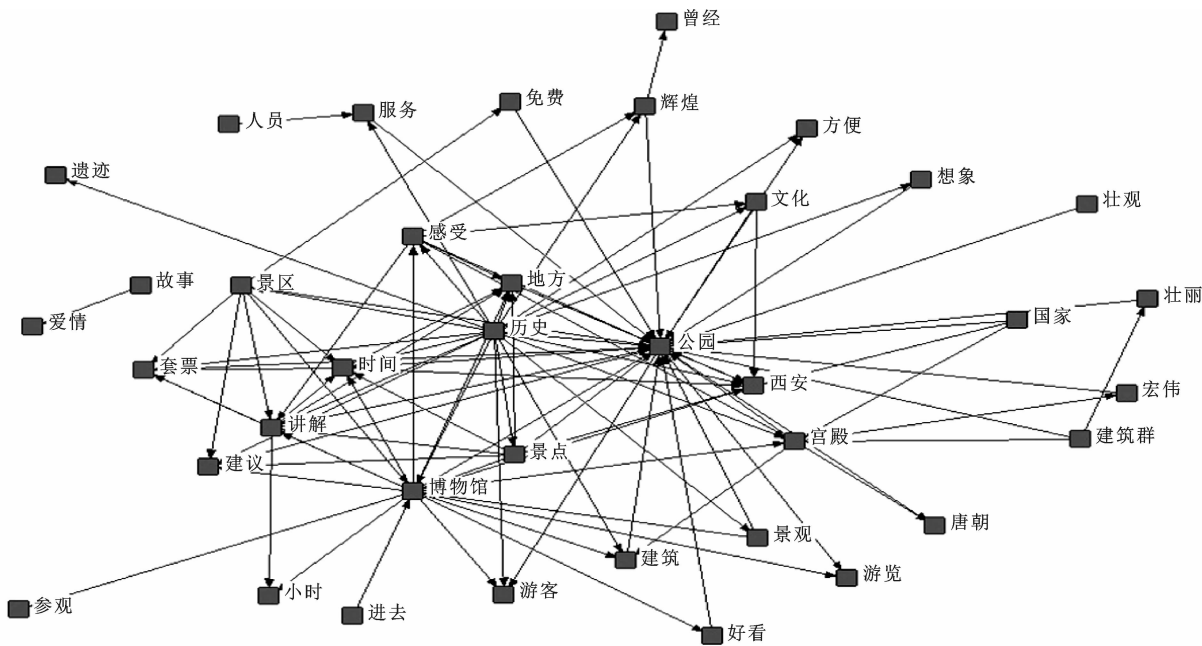 曾经
免费
辉煌
服务
人员
方便
遗迹
想象
文化
壮观
感受
地方
故事
景区
壮丽
历史
国家
爱情
公园
套票
时间
西安
宏伟
讲解
宫殿
建筑群
建议
景点
博物馆
唐朝
景观
建筑
游览
小时
游客
参观
进去
好看